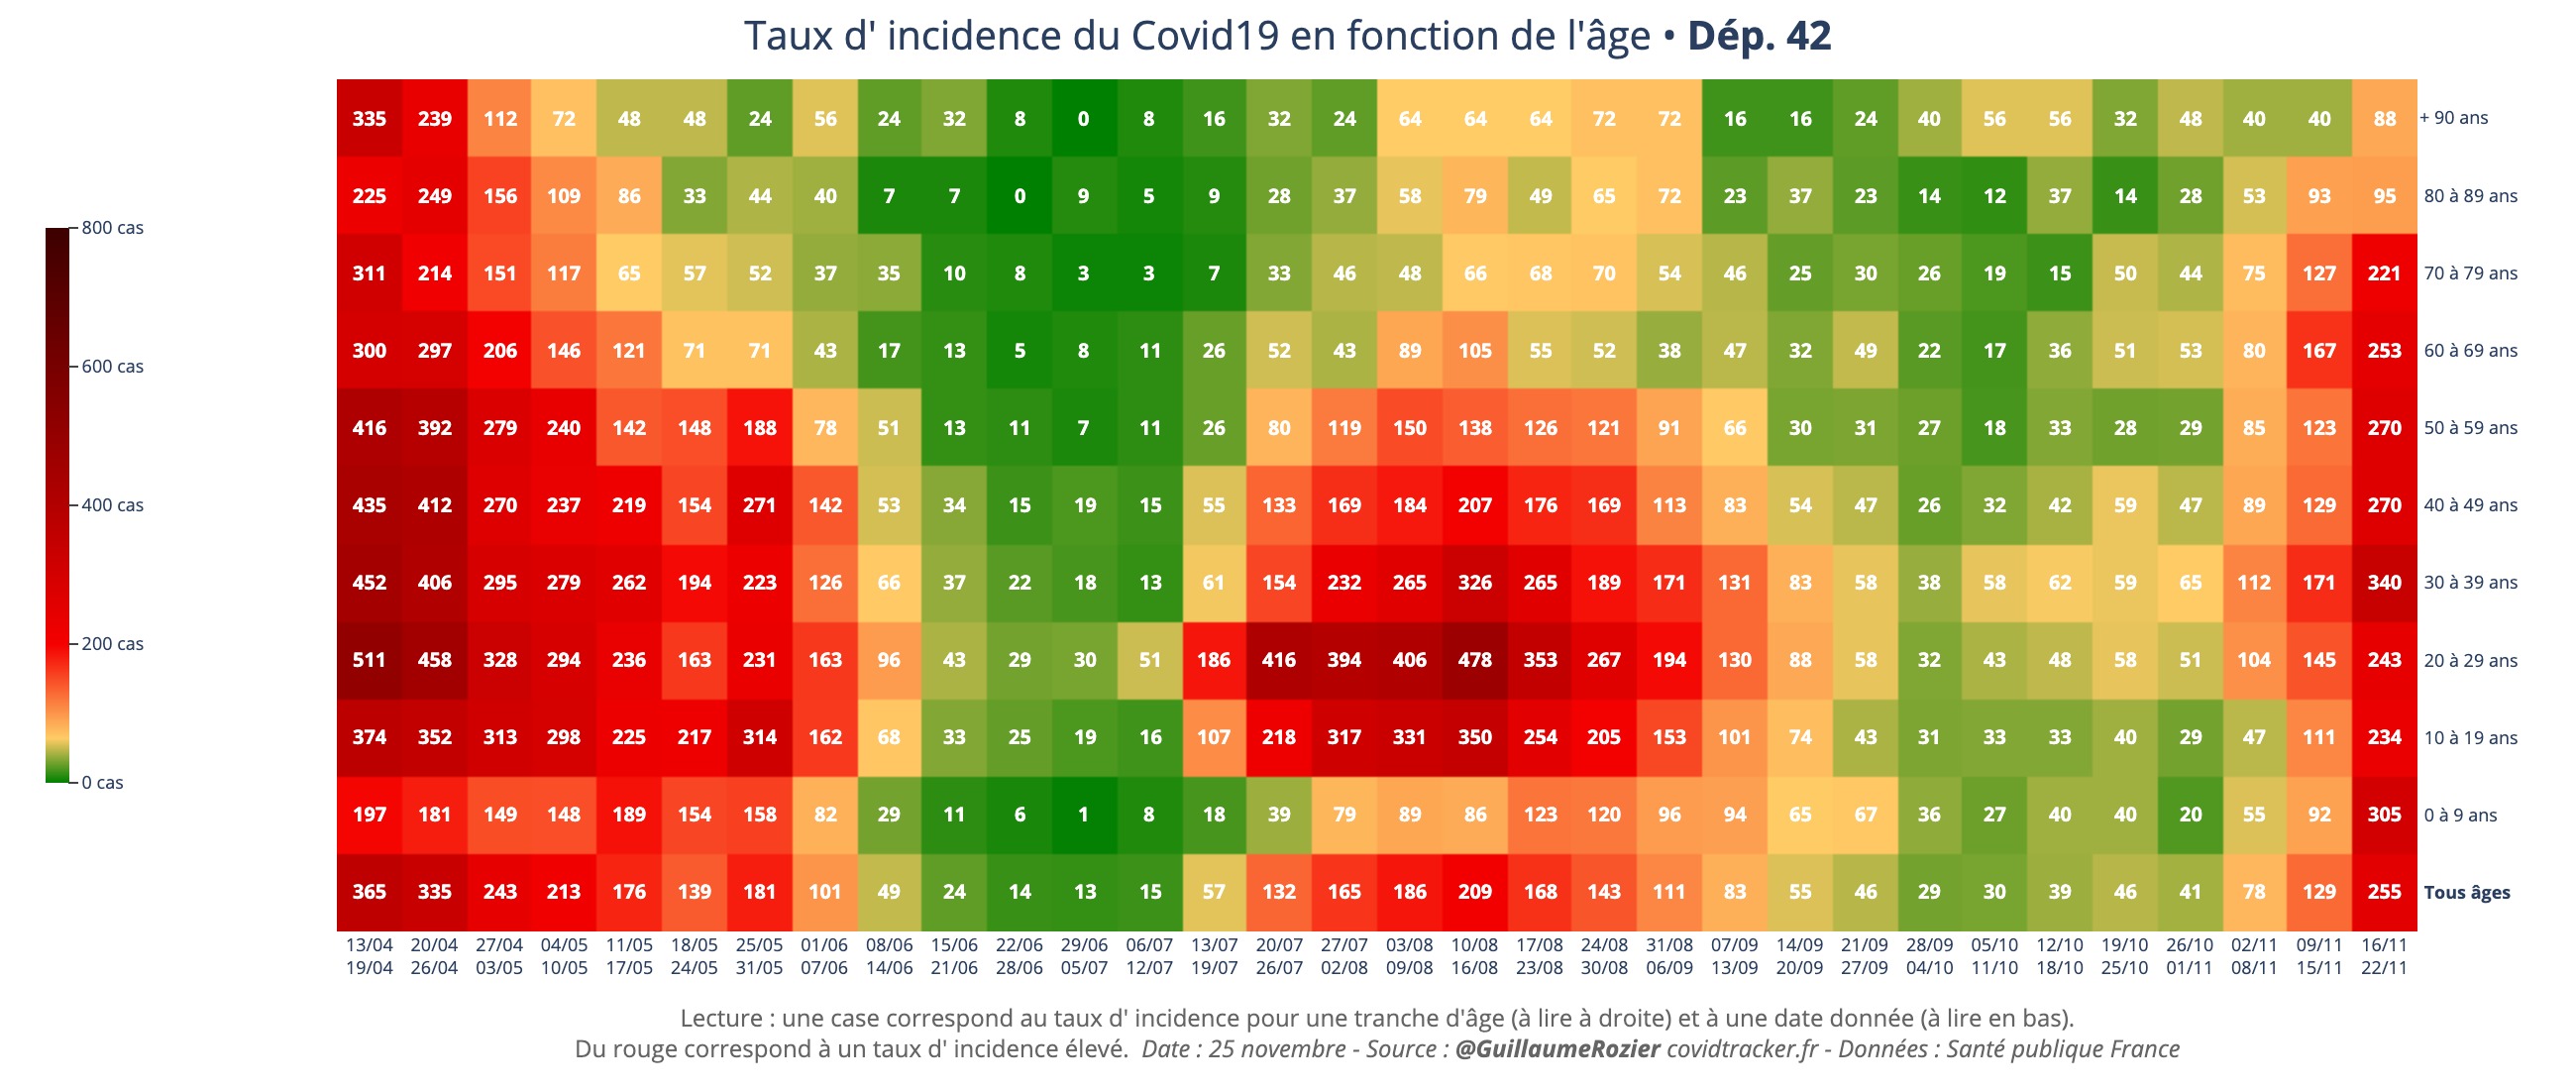 Taux d' incidence du Covid19 en fonction de l'âge • Dép. 42
335 239 112 72 48 48 24 56 24 32 8 0 8 16 32 24 64 64 64 72 72 16 16 24 40 56 56 32 48 40 40 88 + 90 ans
225 249 156 109 86 33 44 40 7 7 0 9 5 9 28 37 58 79 49 65 72 23 37 23 14 12 37 14 28 53 93 95 80 à 89 ans
311 214 151 117 65 57 52 37 35 10 8 3 3 7 33 46 48 66 68 70 54 46 25 30 26 19 15 50 44 75 127 221 70 à 79 ans
300 297 206 146 121 71 71 43 17 13 5 8 11 26 52 43 89 105 55 52 38 47 32 49 22 17 36 51 53 80 167 253 60 à 69 ans
416 392 279 240 142 148 188 78 51 13 11 7 11 26 80 119 150 138 126 121 91 66 30 31 27 18 33 28 29 85 123 270 50 à 59 ans
435 412 270 237 219 154 271 142 53 34 15 19 15 55 133 169 184 207 176 169 113 83 54 47 26 32 42 59 47 89 129 270 40 à 49 ans
452 406 295 279 262 194 223 126 66 37 22 18 13 61 154 232 265 326 265 189 171 131 83 58 38 58 62 59 65 112 171 340 30 à 39 ans
511 458 328 294 236 163 231 163 96 43 29 30 51 186 416 394 406 478 353 267 194 130 88 58 32 43 48 58 51 104 145 243 20 à 29 ans
374 352 313 298 225 217 314 162 68 33 25 19 16 107 218 317 331 350 254 205 153 101 74 43 31 33 33 40 29 47 111 234 10 à 19 ans
197 181 149 148 189 154 158 82 29 11 6 1 8 18 39 79 89 86 123 120 96 94 65 67 36 27 40 40 20 55 92 305 0 à 9 ans
365 335 243 213 176 139 181 101 49 24 14 13 15 57 132 165 186 209 168 143 111 83 55 46 29 30 39 46 41 78 129 255 Tous âges
13/04 20/04 27/04 04/05 11/05 18/05 25/05 01/06 08/06 15/06 22/06 29/06 06/07 13/07 20/07 27/07 03/08 10/08 17/08 24/08 31/08 07/09 14/09 21/09 28/09 05/10 12/10 19/10 26/10 02/11 09/11 16/11
19/04 26/04 03/05 10/05 17/05 24/05 31/05 07/06 14/06 21/06 28/06 05/07 12/07 19/07 26/07 02/08 09/08 16/08 23/08 30/08 06/09 13/09 20/09 27/09 04/10 11/10 18/10 25/10 01/11 08/11 15/11 22/11
800 cas
600 cas
400 cas
200 cas
0 cas
Lecture : une case correspond au taux d' incidence pour une tranche d'âge (à lire à droite) et à une date donnée (à lire en bas).
Du rouge correspond à un taux d' incidence élevé. Date : 25 novembre - Source : @GuillaumeRozier covidtracker.fr - Données : Santé publique France